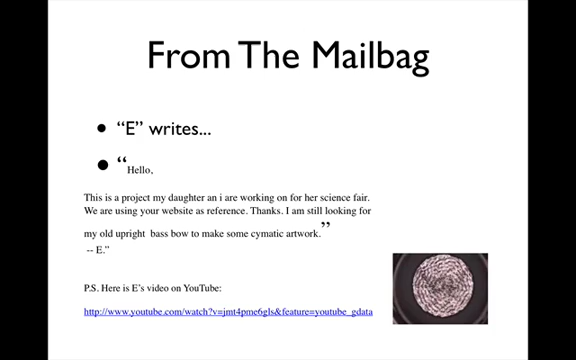 From The Mailbag
• “E” writes...
• “Hello,
This is a project my daughter an i are working on for her science fair.
We are using your website as reference. Thanks. I am still looking for
my old upright  bass bow to make some cymatic artwork.”
-- E.”
P.S. Here is E’s video on YouTube:
http://www.youtube.com/watch?v=jmt4pme6gls&feature=youtube_gdata